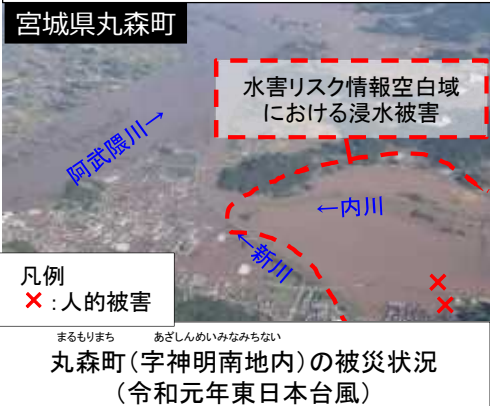 宮城県丸森町
水害リスク情報空白域
における浸水被害
阿武隈川→
←内川
←新川
凡例
×:人的被害
まるもりまち あざしんめいみなみちない
丸森町(字神明南地内)の被災状況
(令和元年東日本台風)